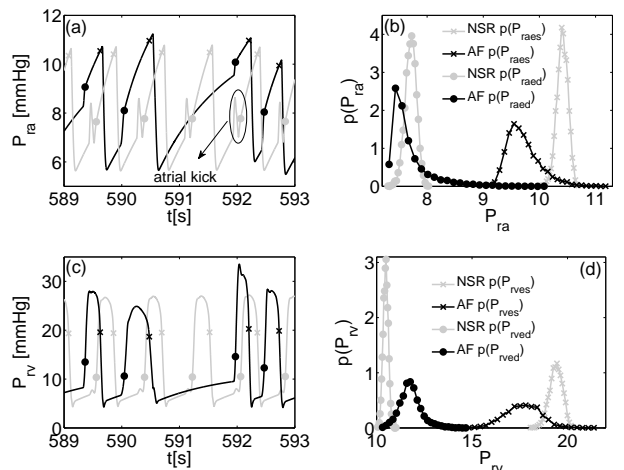 (a)
P_ra [mmHg]
12
10
8
6
589 590 591 592 593
t[s]
atrial kick
(b)
p(P_ra)
4
3
2
1
0
8 9 10 11
P_ra
NSR p(P_raes)
AF p(P_raes)
NSR p(P_raed)
AF p(P_raed)
(c)
P_rv [mmHg]
30
20
10
0
589 590 591 592 593
t[s]
(d)
p(P_rv)
3
2
1
0
10 15 20
P_rv
NSR p(P_rves)
AF p(P_rves)
NSR p(P_rved)
AF p(P_rved)